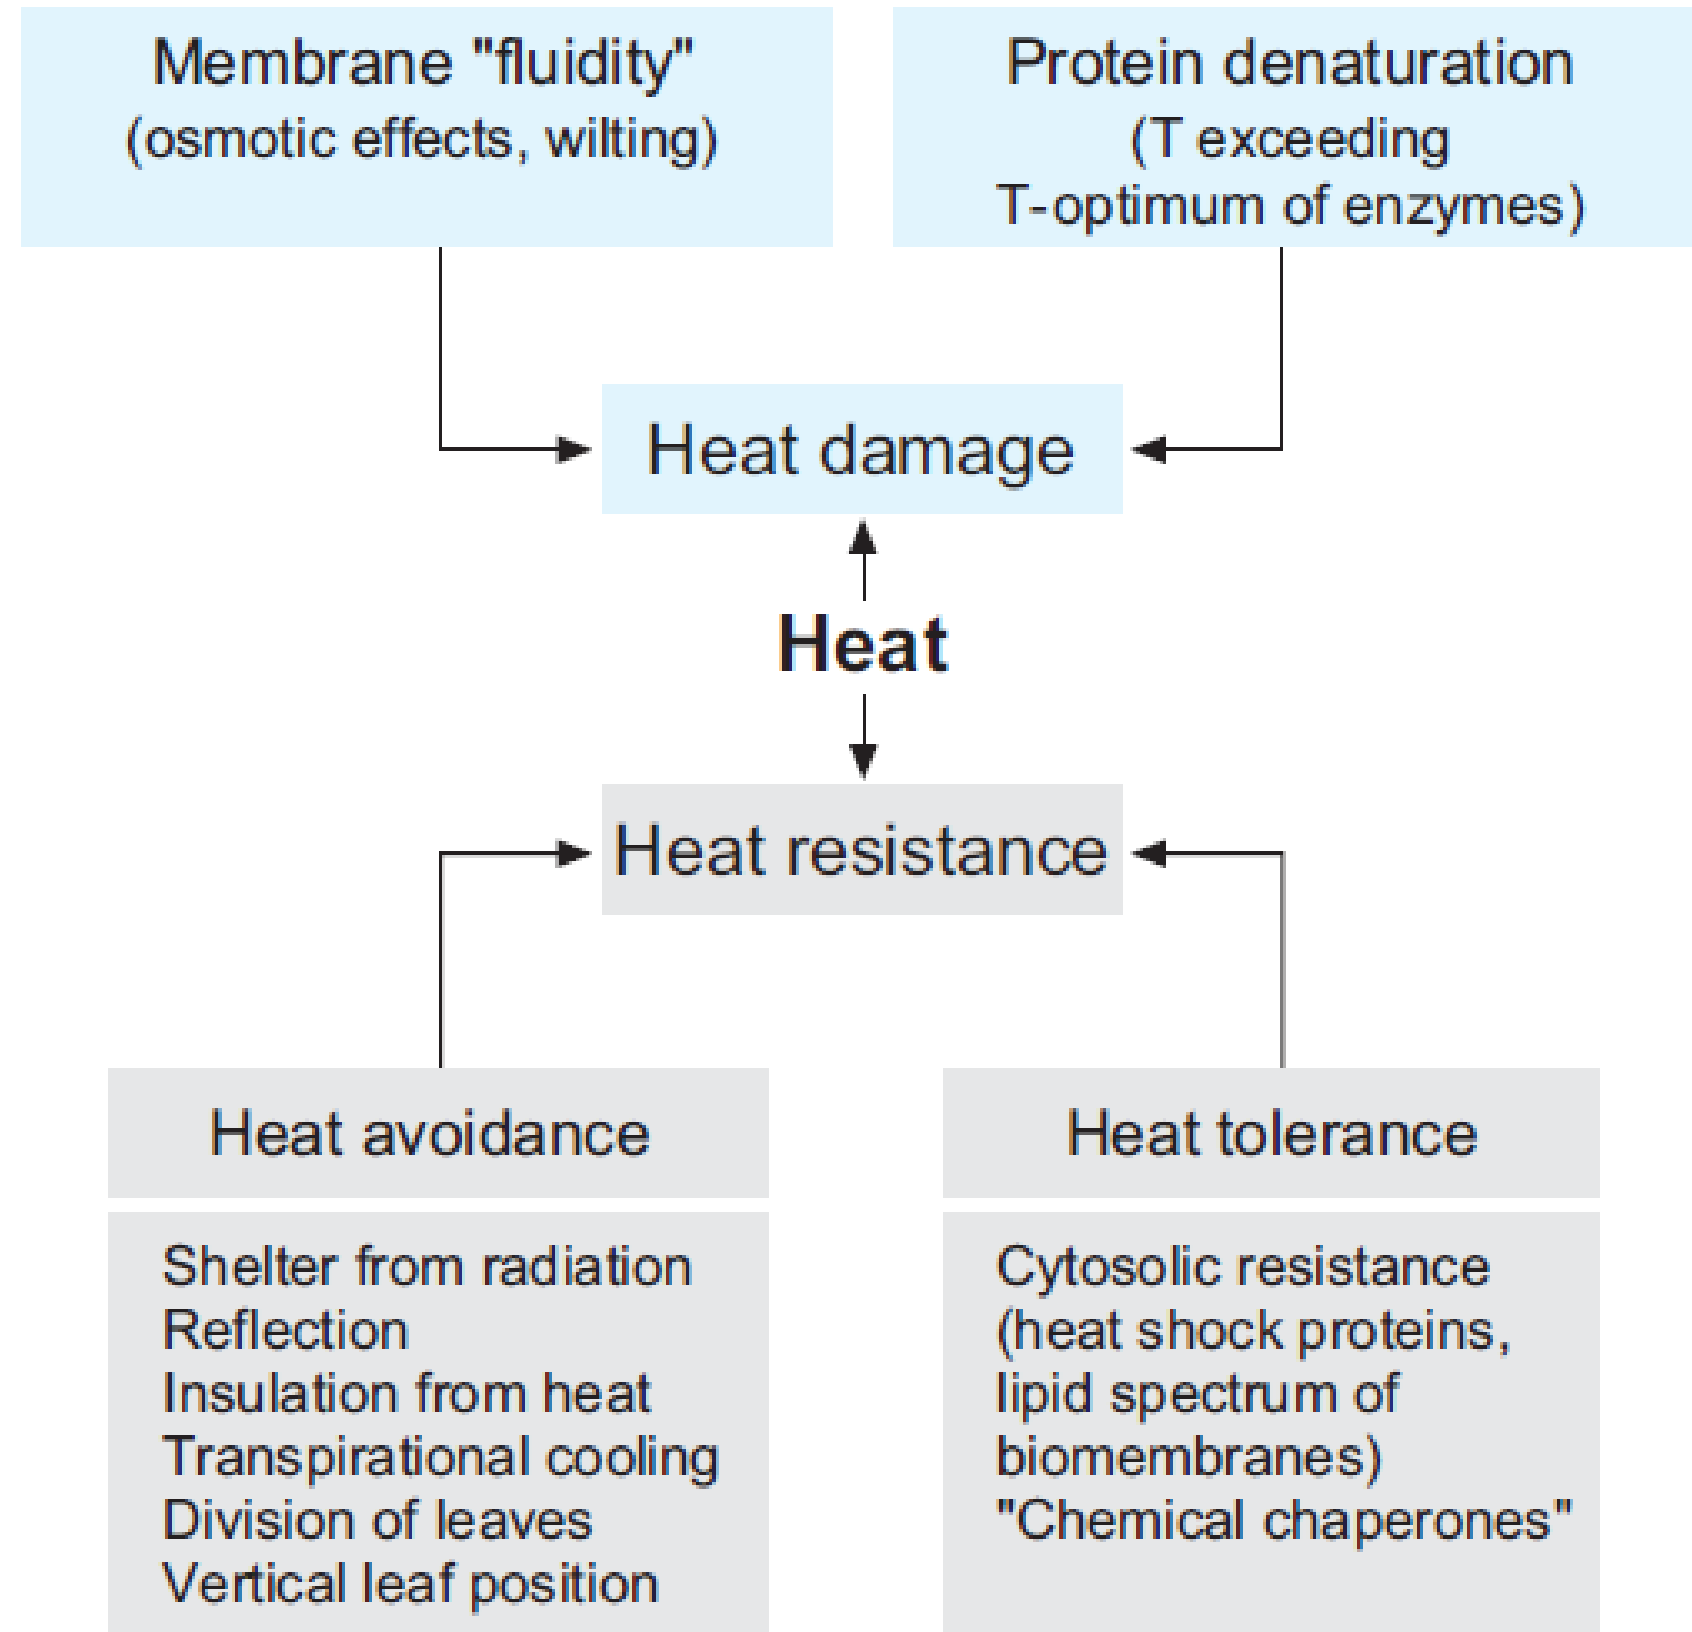 Membrane "fluidity"
(osmotic effects, wilting)
Protein denaturation
(T exceeding
T-optimum of enzymes)
Heat damage
Heat
Heat resistance
Heat avoidance
Shelter from radiation
Reflection
Insulation from heat
Transpirational cooling
Division of leaves
Vertical leaf position
Heat tolerance
Cytosolic resistance
(heat shock proteins,
lipid spectrum of
biomembranes)
"Chemical chaperones"